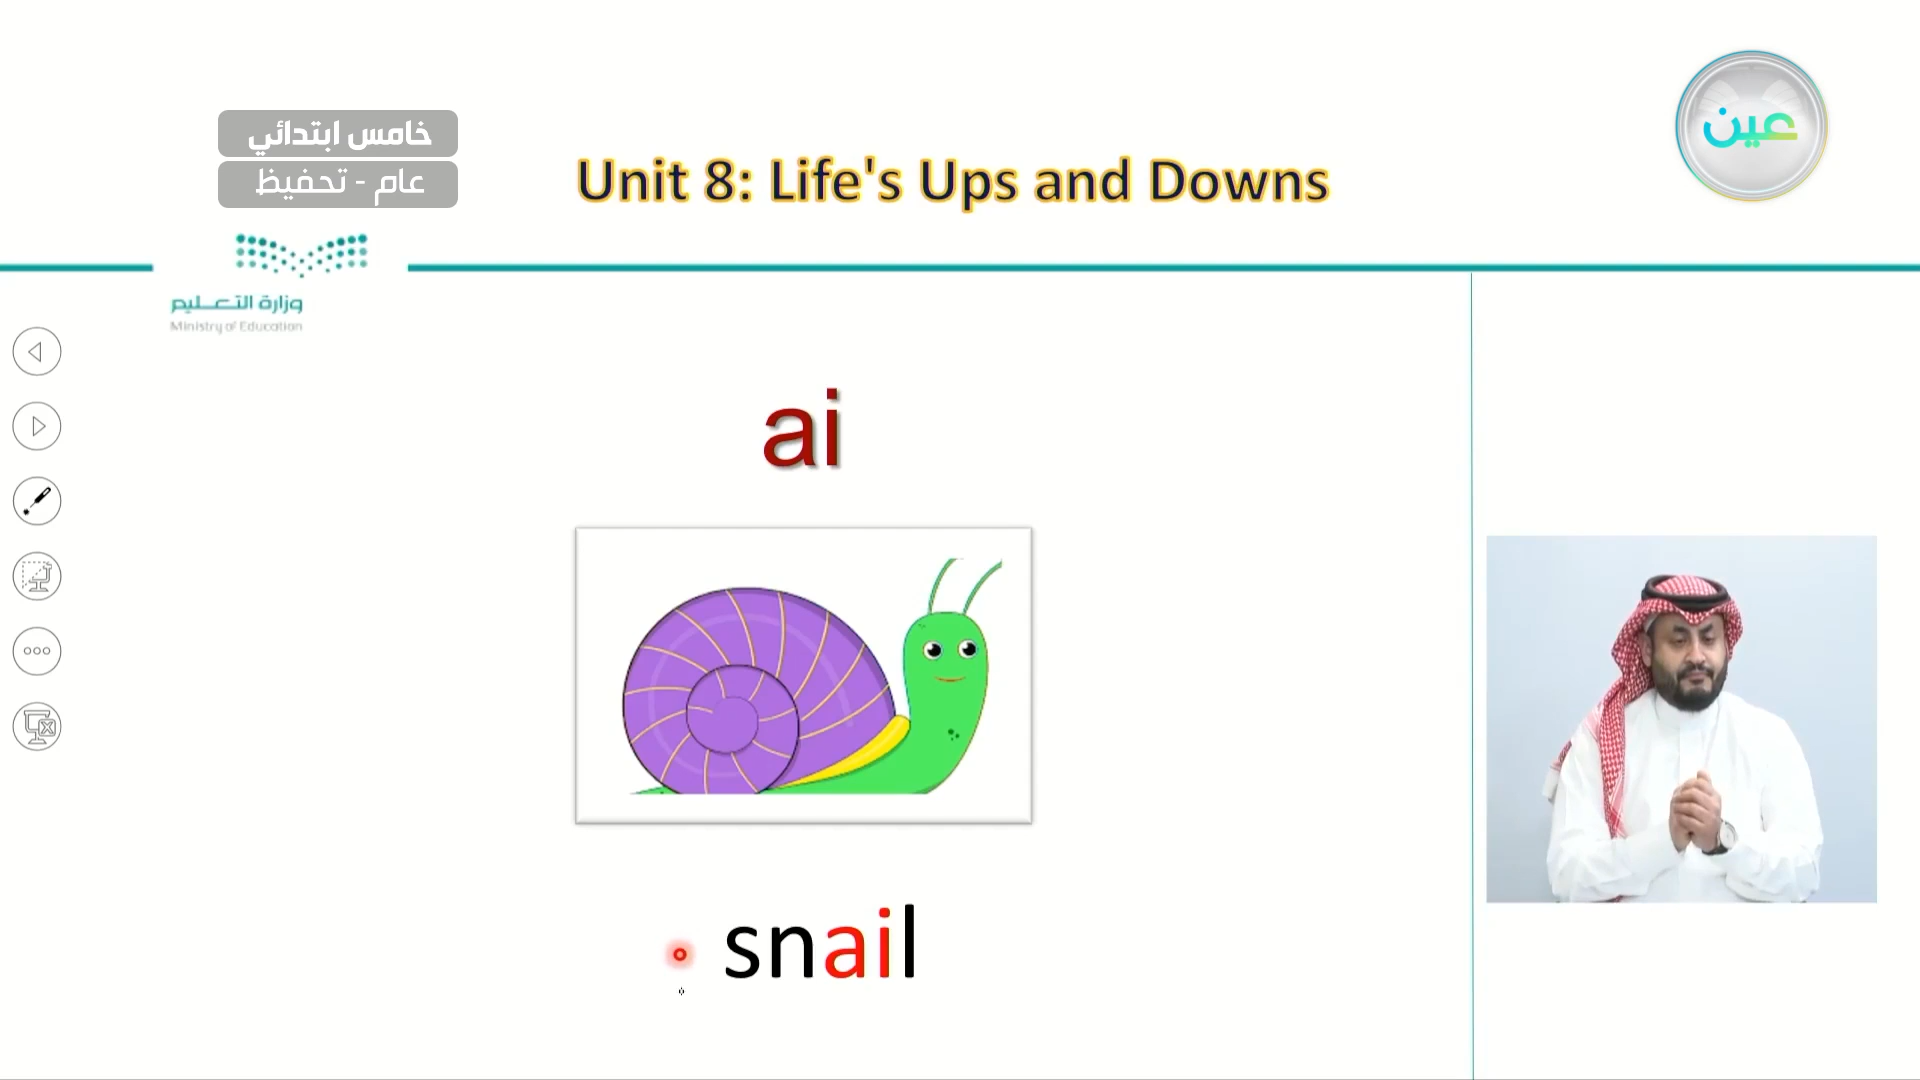 خامس ابتدائي
عام - تحفيظ
Unit 8: Life's Ups and Downs
عين
وزارة التعليم
Ministry of Education
ai
snail